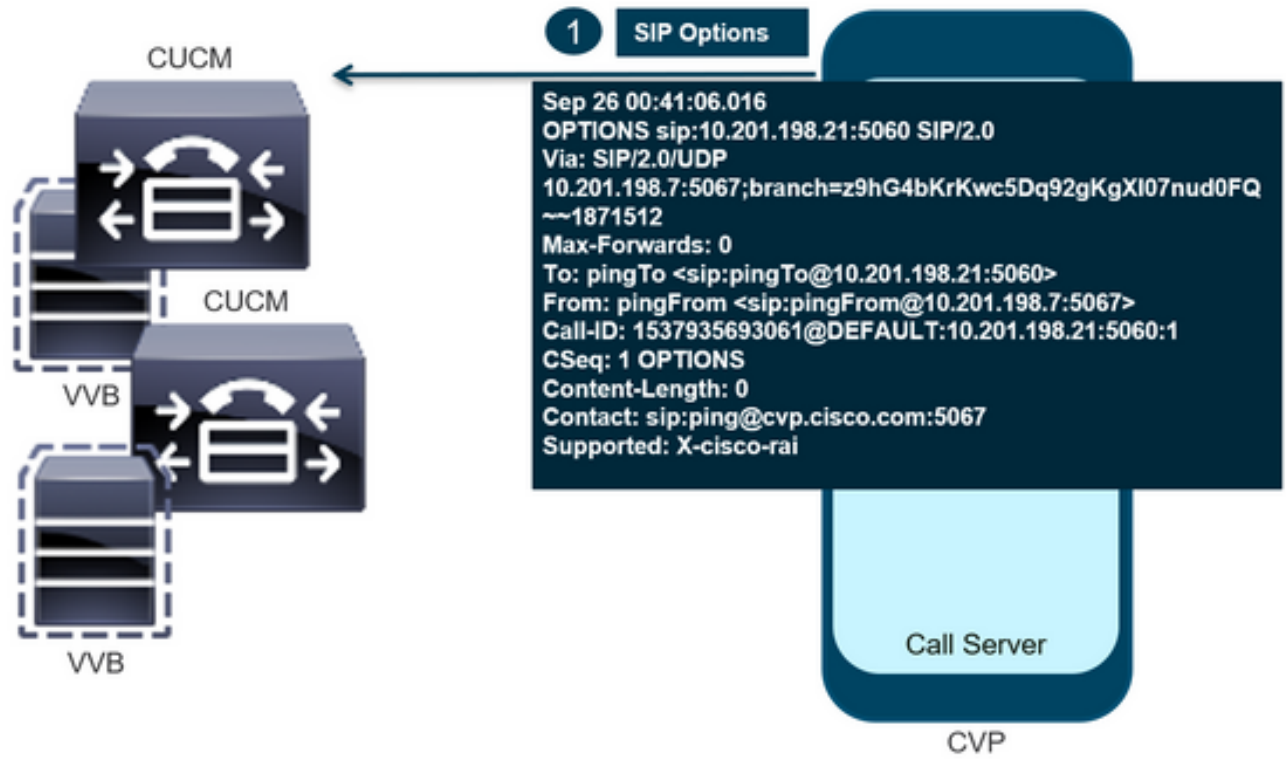 1 SIP Options
CUCM
Sep 26 00:41:06.016
OPTIONS sip:10.201.198.21:5060 SIP/2.0
Via: SIP/2.0/UDP
10.201.198.7:5067;branch=z9hG4bKrKwc5Dq92gKgXI07nud0FQ
~~1871512
Max-Forwards: 0
To: pingTo <sip:pingTo@10.201.198.21:5060>
From: pingFrom <sip:pingFrom@10.201.198.7:5067>
Call-ID: 1537935693061@DEFAULT:10.201.198.21:5060:1
CSeq: 1 OPTIONS
Content-Length: 0
Contact: sip:ping@cvp.cisco.com:5067
Supported: X-cisco-rai
CUCM
VVB
VVB
Call Server
CVP